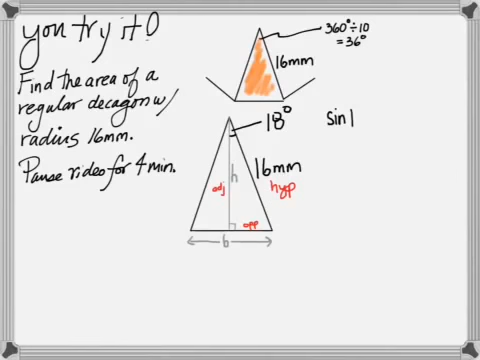 you try it!
Find the area of a
regular decagon w/
radius 16mm.
Pause video for 4 min.
360° ÷ 10
= 36°
16mm
18°
sin 1
h
16mm
adj
hyp
opp
b